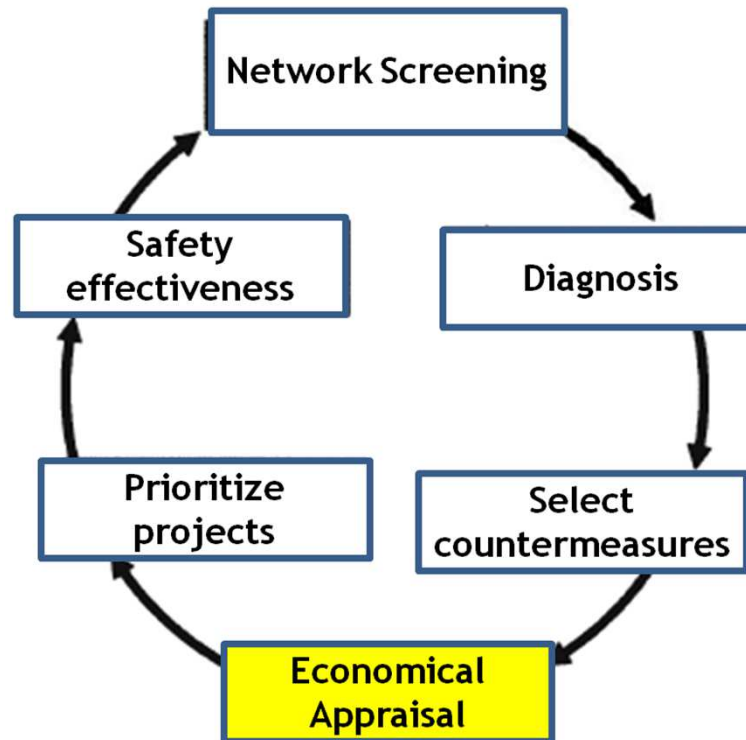 Network Screening
Diagnosis
Select
countermeasures
Economical
Appraisal
Prioritize
projects
Safety
effectiveness